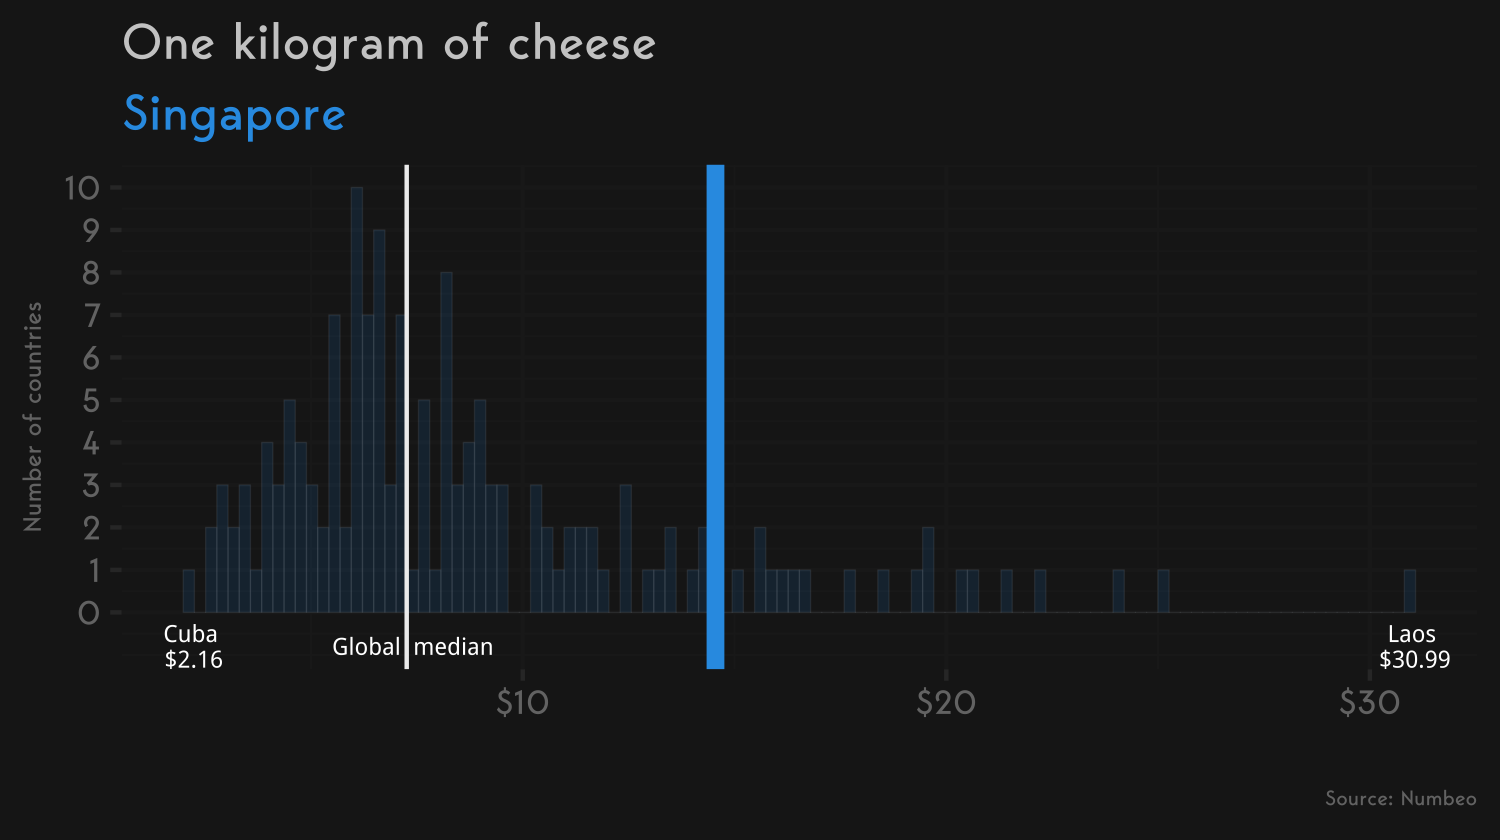 One kilogram of cheese
Singapore
Number of countries
10
9
8
7
6
5
4
3
2
1
0
Cuba
$2.16
Global median
Laos
$30.99
$10 $20 $30
Source: Numbeo